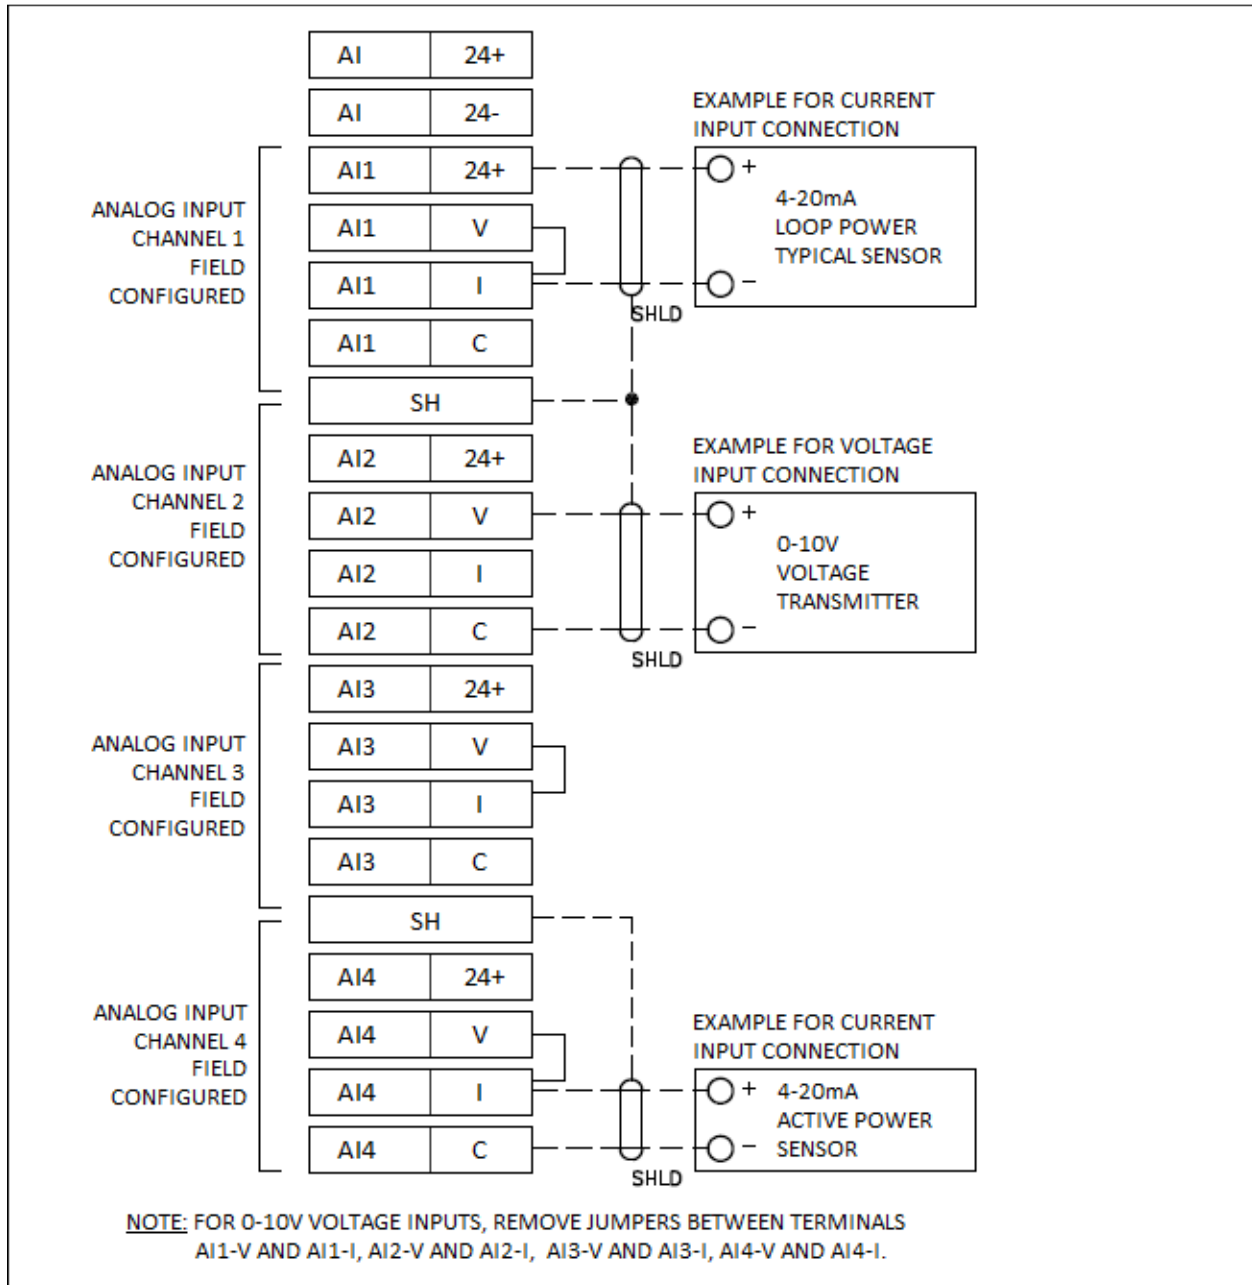 AI 24+
AI 24-
EXAMPLE FOR CURRENT
INPUT CONNECTION
ANALOG INPUT
CHANNEL 1
FIELD
CONFIGURED
AI1 24+
AI1 V
AI1 I
AI1 C
+
4-20mA
LOOP POWER
TYPICAL SENSOR
−
SHLD
SH
ANALOG INPUT
CHANNEL 2
FIELD
CONFIGURED
AI2 24+
AI2 V
AI2 I
AI2 C
EXAMPLE FOR VOLTAGE
INPUT CONNECTION
+
0-10V
VOLTAGE
TRANSMITTER
−
SHLD
ANALOG INPUT
CHANNEL 3
FIELD
CONFIGURED
AI3 24+
AI3 V
AI3 I
AI3 C
SH
ANALOG INPUT
CHANNEL 4
FIELD
CONFIGURED
AI4 24+
AI4 V
AI4 I
AI4 C
EXAMPLE FOR CURRENT
INPUT CONNECTION
+ 4-20mA
ACTIVE POWER
− SENSOR
SHLD
NOTE: FOR 0-10V VOLTAGE INPUTS, REMOVE JUMPERS BETWEEN TERMINALS
AI1-V AND AI1-I, AI2-V AND AI2-I, AI3-V AND AI3-I, AI4-V AND AI4-I.